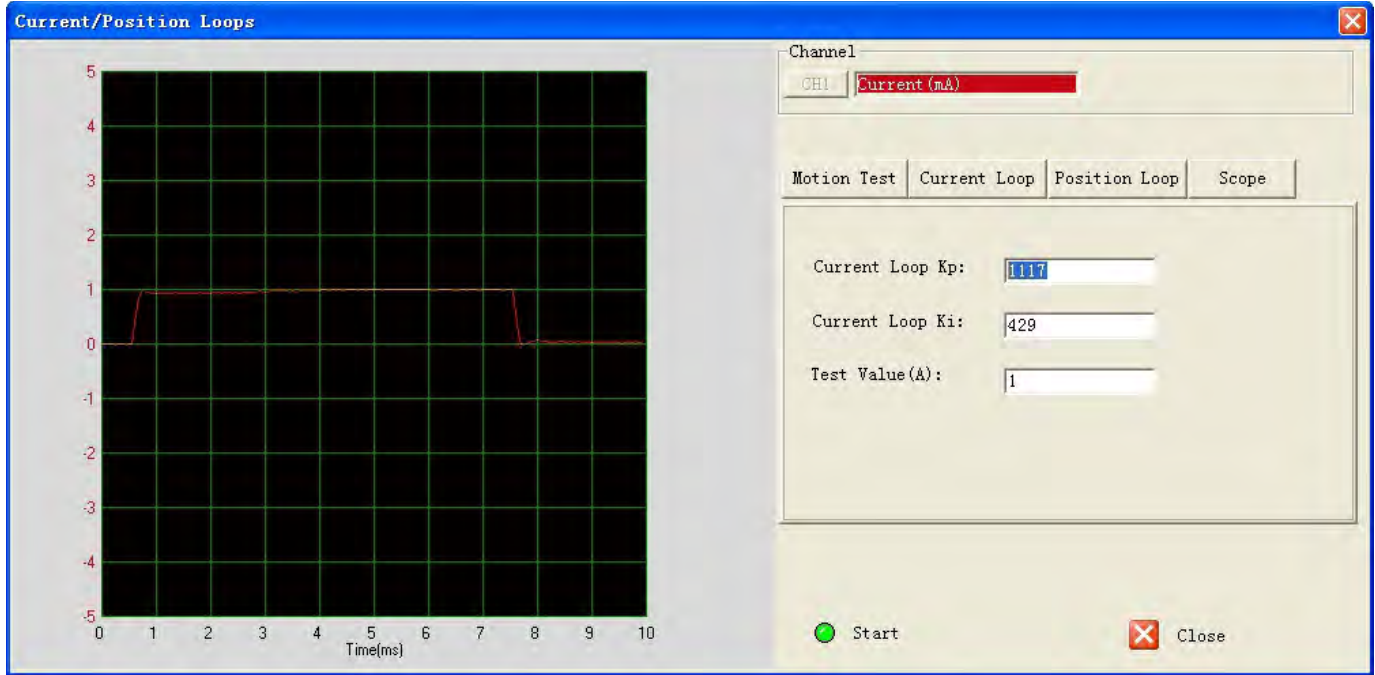 Current/Position Loops
Channel
CH1 Current(mA)
Motion Test Current Loop Position Loop Scope
Current Loop Kp: 1117
Current Loop Ki: 429
Test Value(A): 1
5
4
3
2
1
0
-1
-2
-3
-4
-5
0 1 2 3 4 5 6 7 8 9 10
Time(ms)
Start Close